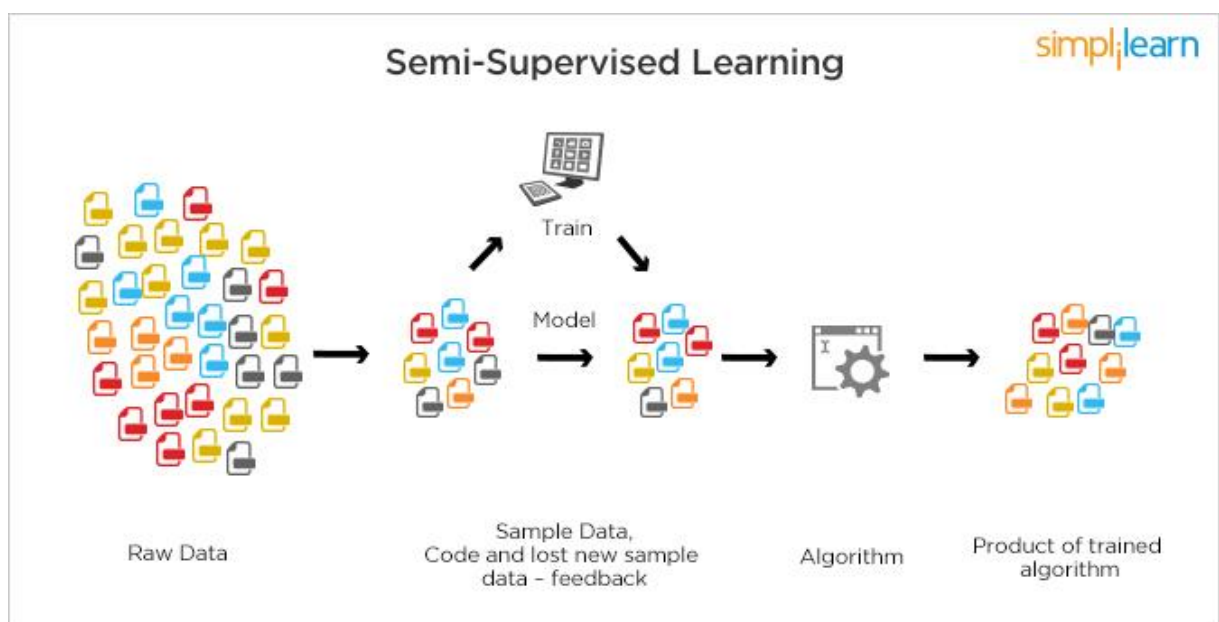 Semi-Supervised Learning
simplilearn
Train
Model
Raw Data
Sample Data,
Code and lost new sample
data – feedback
Algorithm
Product of trained
algorithm